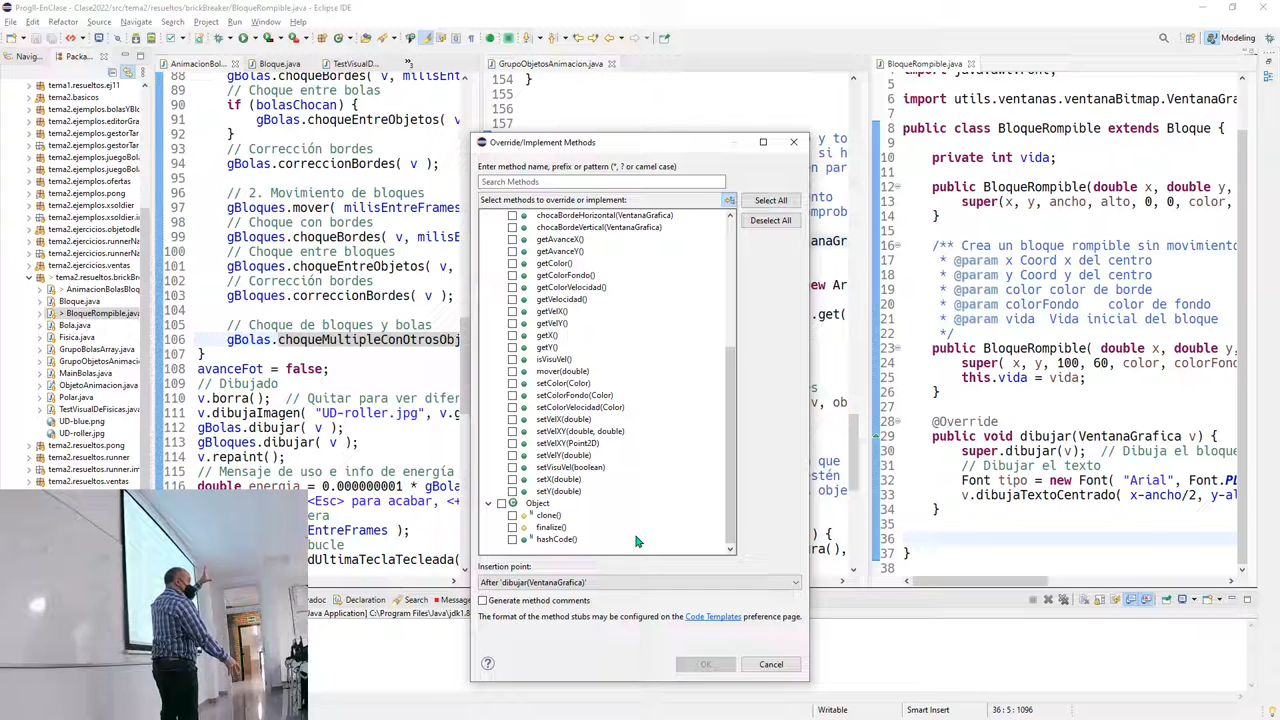 ProgII-EnClase - Clase2022/src/tema2/resueltos/brickBreaker/BloqueRompible.java - Eclipse IDE
File Edit Refactor Source Navigate Search Project Run Window Help
Modeling
Navig...
Packa...
tema1.resueltos.ej11
tema2.basicos
tema2.ejemplos.bolasYBlo
tema2.ejemplos.editorGra
tema2.ejemplos.gestorTar
tema2.ejemplos.gestorTar
tema2.ejemplos.juegoBol
tema2.ejemplos.juegoBol
tema2.ejemplos.ofertas
tema2.ejemplos.pong
tema2.ejemplos.xsoldier
tema2.ejercicios.xsoldier.in
tema2.ejercicios.runner
tema2.ejercicios.runnerNa
tema2.ejercicios.ventas
tema2.resueltos.brickBre
AnimacionBolasBloq
Bloque.java
> BloqueRompible.java
Bola.java
Fisica.java
GrupoBolasArray.java
GrupoObjetosAnimaci
MainBolas.java
ObjetoAnimacion.java
Polar.java
TestVisualDeFisicas.java
UD-blue.png
UD-roller.jpg
tema2.resueltos.pong
tema2.resueltos.runner
tema2.resueltos.runner.im
tema2.resueltos.ventas
AnimacionBol...
Bloque.java
TestVisualD...
88 gBolas.choqueBordes( v, milisEntr
89 // Choque entre bolas
90 if (bolasChocan) {
91 gBolas.choqueEntreObjetos( v,
92 }
93 // Corrección bordes
94 gBolas.correccionBordes( v );
95
96 // 2. Movimiento de bloques
97 gBloques.mover( milisEntreFrames
98 // Choque con bordes
99 gBloques.choqueBordes( v, milisE
100 // Choque entre bloques
101 gBloques.choqueEntreObjetos( v,
102 // Corrección bordes
103 gBloques.correccionBordes( v );
104
105 // Choque de bloques y bolas
106 gBolas.choqueMultipleConOtrosObj
107 }
108 avanceFot = false;
109 // Dibujado
110 v.borra(); // Quitar para ver difer
111 v.dibujaImagen( "UD-roller.jpg", v.g
112 gBolas.dibujar( v );
113 gBloques.dibujar( v );
114 v.repaint();
115 // Mensaje de uso e info de energía
116 double energia = 0.000000001 * gBola
<Esc> para acabar, <+
era
ntreFrames );
bucle
dUltimaTeclaTecleada(
GrupoObjetosAnimacion.java
154 }
155
156
157
Override/Implement Methods
Enter method name, prefix or pattern (*, ? or camel case)
Search Methods
Select methods to override or implement:
Select All
Deselect All
chocaBordeHorizontal(VentanaGrafica)
chocaBordeVertical(VentanaGrafica)
getAvanceX()
getAvanceY()
getColor()
getColorFondo()
getColorVelocidad()
getVelocidad()
getVelX()
getVelY()
getX()
getY()
isVisuVel()
mover(double)
setColor(Color)
setColorFondo(Color)
setColorVelocidad(Color)
setVelX(double)
setVelXY(double, double)
setVelXY(Point2D)
setVelY(double)
setVisuVel(boolean)
setX(double)
setY(double)
Object
clone()
finalize()
hashCode()
Insertion point:
After 'dibujar(VentanaGrafica)'
Generate method comments
The format of the method stubs may be configured on the Code Templates preference page.
OK
Cancel
BloqueRompible.java
6 import utils.ventanas.ventanaBitmap.VentanaGr
8 public class BloqueRompible extends Bloque {
10 private int vida;
12 public BloqueRompible(double x, double y,
13 super(x, y, ancho, alto, 0, 0, color,
14 }
16 /** Crea un bloque rompible sin movimiento
17 * @param x Coord x del centro
18 * @param y Coord y del centro
19 * @param color color de borde
20 * @param colorFondo color de fondo
21 * @param vida Vida inicial del bloque
22 */
23 public BloqueRompible( double x, double y,
24 super( x, y, 100, 60, color, colorFond
25 this.vida = vida;
26 }
28 @Override
29 public void dibujar(VentanaGrafica v) {
30 super.dibujar(v); // Dibuja el bloque
31 // Dibujar el texto
32 Font tipo = new Font( "Arial", Font.PL
33 v.dibujaTextoCentrado( x-ancho/2, y-al
34 }
35
37 }
38
doc
Declaration
Search
Message
Java Application] C:\Program Files\Java\jdk1.8
Writable
Smart Insert
36 : 5 : 1096